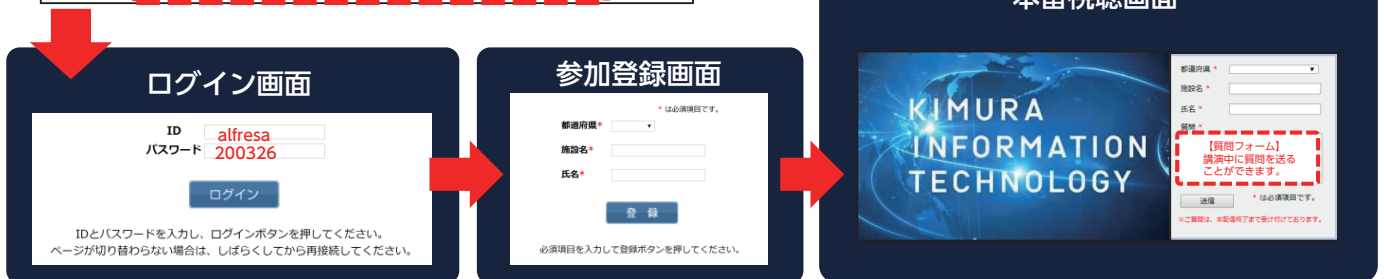 本番視聴画面
ログイン画面
ID alfresa
パスワード 200326
ログイン
IDとパスワードを入力し、ログインボタンを押してください。
ページが切り替わらない場合は、しばらくしてから再接続してください。
参加登録画面
* は必須項目です。
都道府県*
施設名*
氏名*
登 録
必須項目を入力して登録ボタンを押してください。
KIMURA
INFORMATION
TECHNOLOGY
都道府県 *
施設名 *
氏名 *
質問 *
【質問フォーム】
講演中に質問を送る
ことができます。
送信 * は必須項目です。
※ご質問は、本配信終了まで受け付けております。